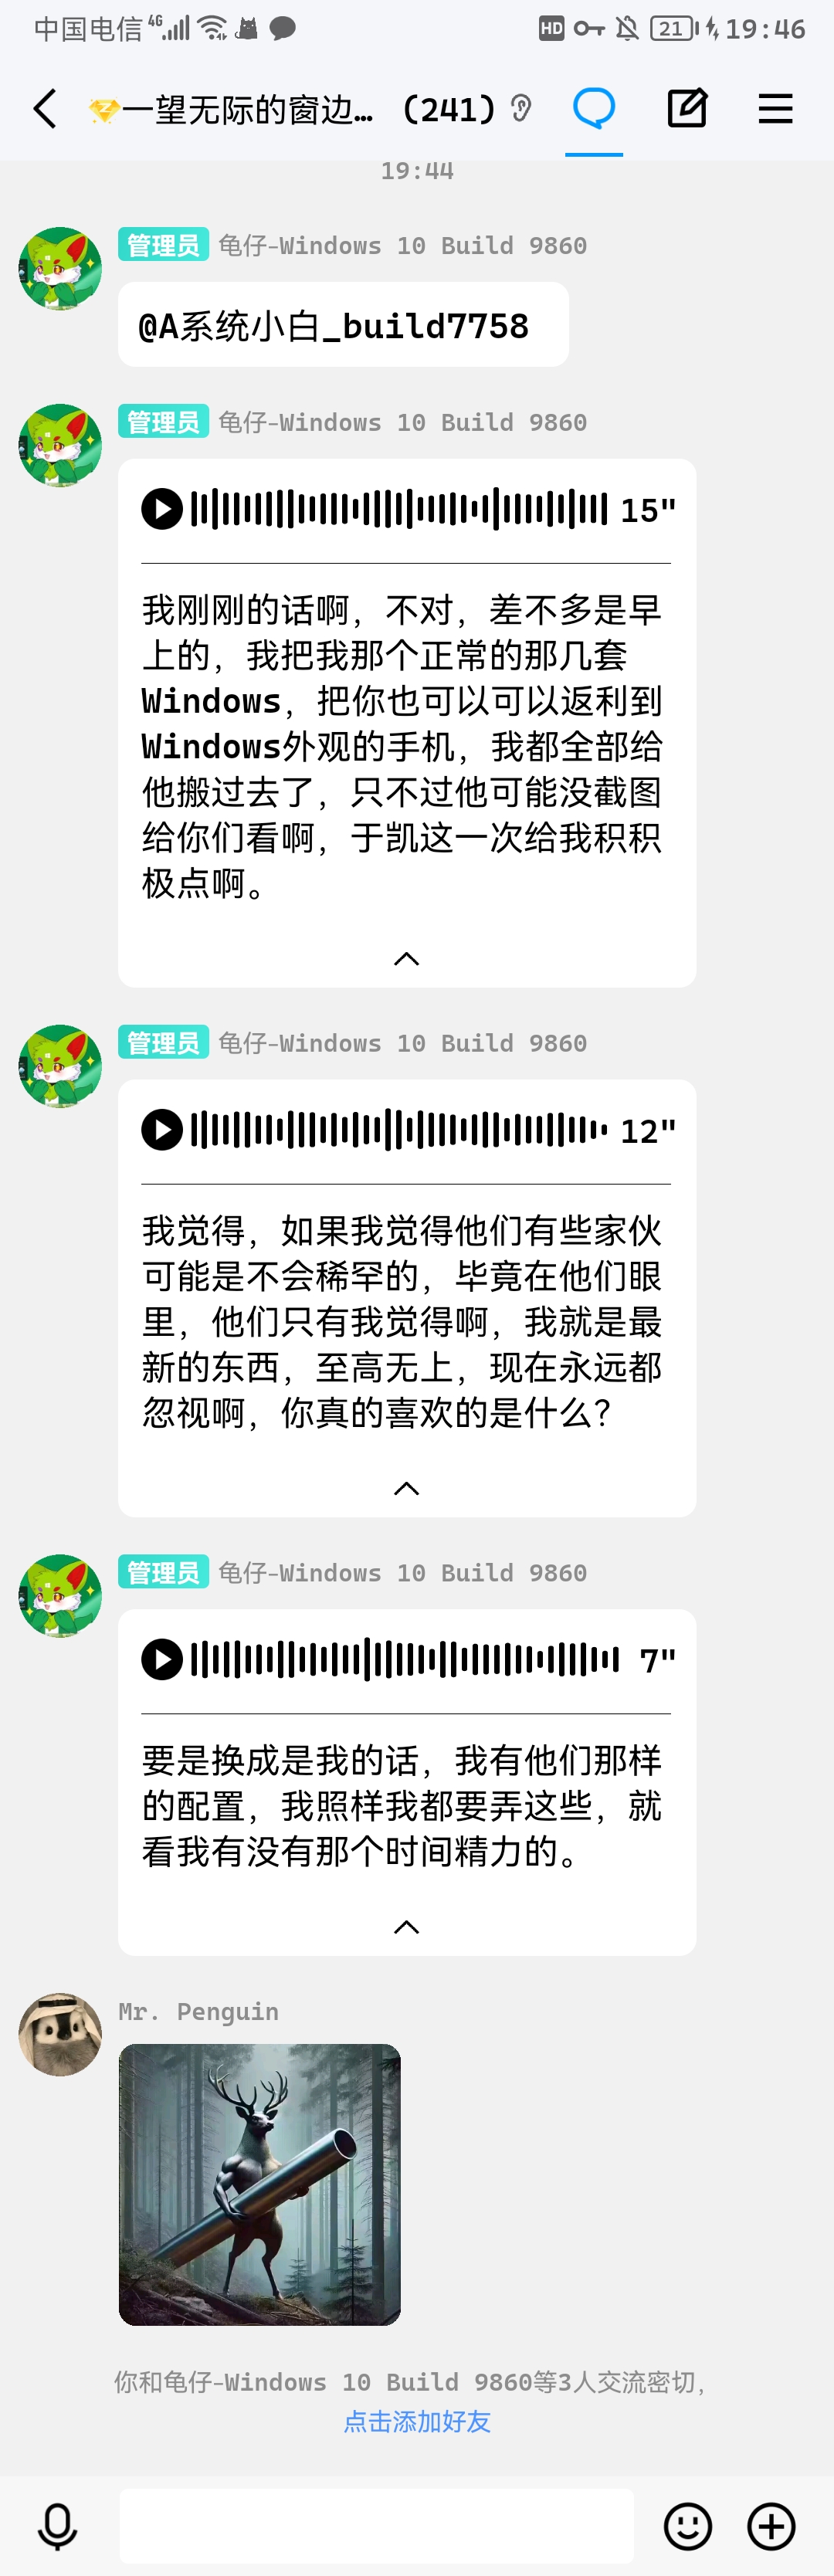 中国电信 4G HD 21 19:46
一望无际的窗边... (241)
19:44
管理员 龟仔-Windows 10 Build 9860
@A系统小白_build7758
管理员 龟仔-Windows 10 Build 9860
15"
我刚刚的话啊，不对，差不多是早
上的，我把我那个正常的那几套
Windows，把你也可以可以返利到
Windows外观的手机，我都全部给
他搬过去了，只不过他可能没截图
给你们看啊，于凯这一次给我积积
极点啊。
管理员 龟仔-Windows 10 Build 9860
12"
我觉得，如果我觉得他们有些家伙
可能是不会稀罕的，毕竟在他们眼
里，他们只有我觉得啊，我就是最
新的东西，至高无上，现在永远都
忽视啊，你真的喜欢的是什么？
管理员 龟仔-Windows 10 Build 9860
7"
要是换成是我的话，我有他们那样
的配置，我照样我都要弄这些，就
看我有没有那个时间精力的。
Mr. Penguin
你和龟仔-Windows 10 Build 9860等3人交流密切，
点击添加好友